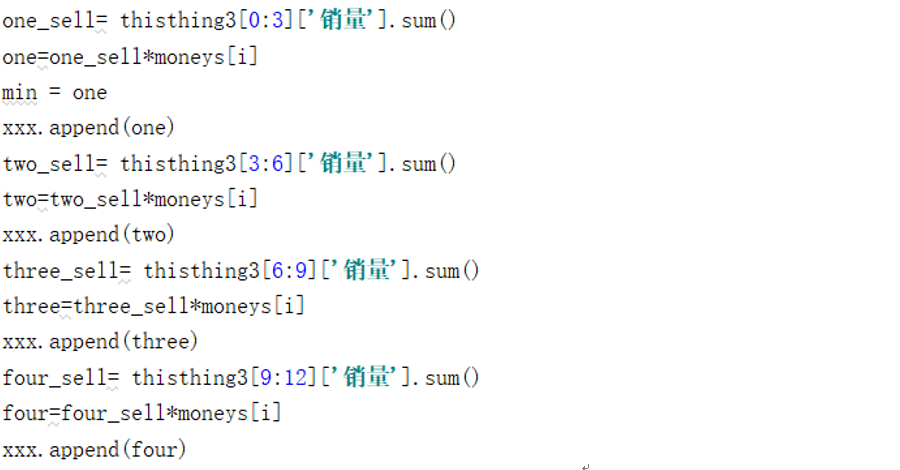 one_sell= thisthing3[0:3]['销量'].sum()
one=one_sell*moneys[i]
min = one
xxx.append(one)
two_sell= thisthing3[3:6]['销量'].sum()
two=two_sell*moneys[i]
xxx.append(two)
three_sell= thisthing3[6:9]['销量'].sum()
three=three_sell*moneys[i]
xxx.append(three)
four_sell= thisthing3[9:12]['销量'].sum()
four=four_sell*moneys[i]
xxx.append(four)